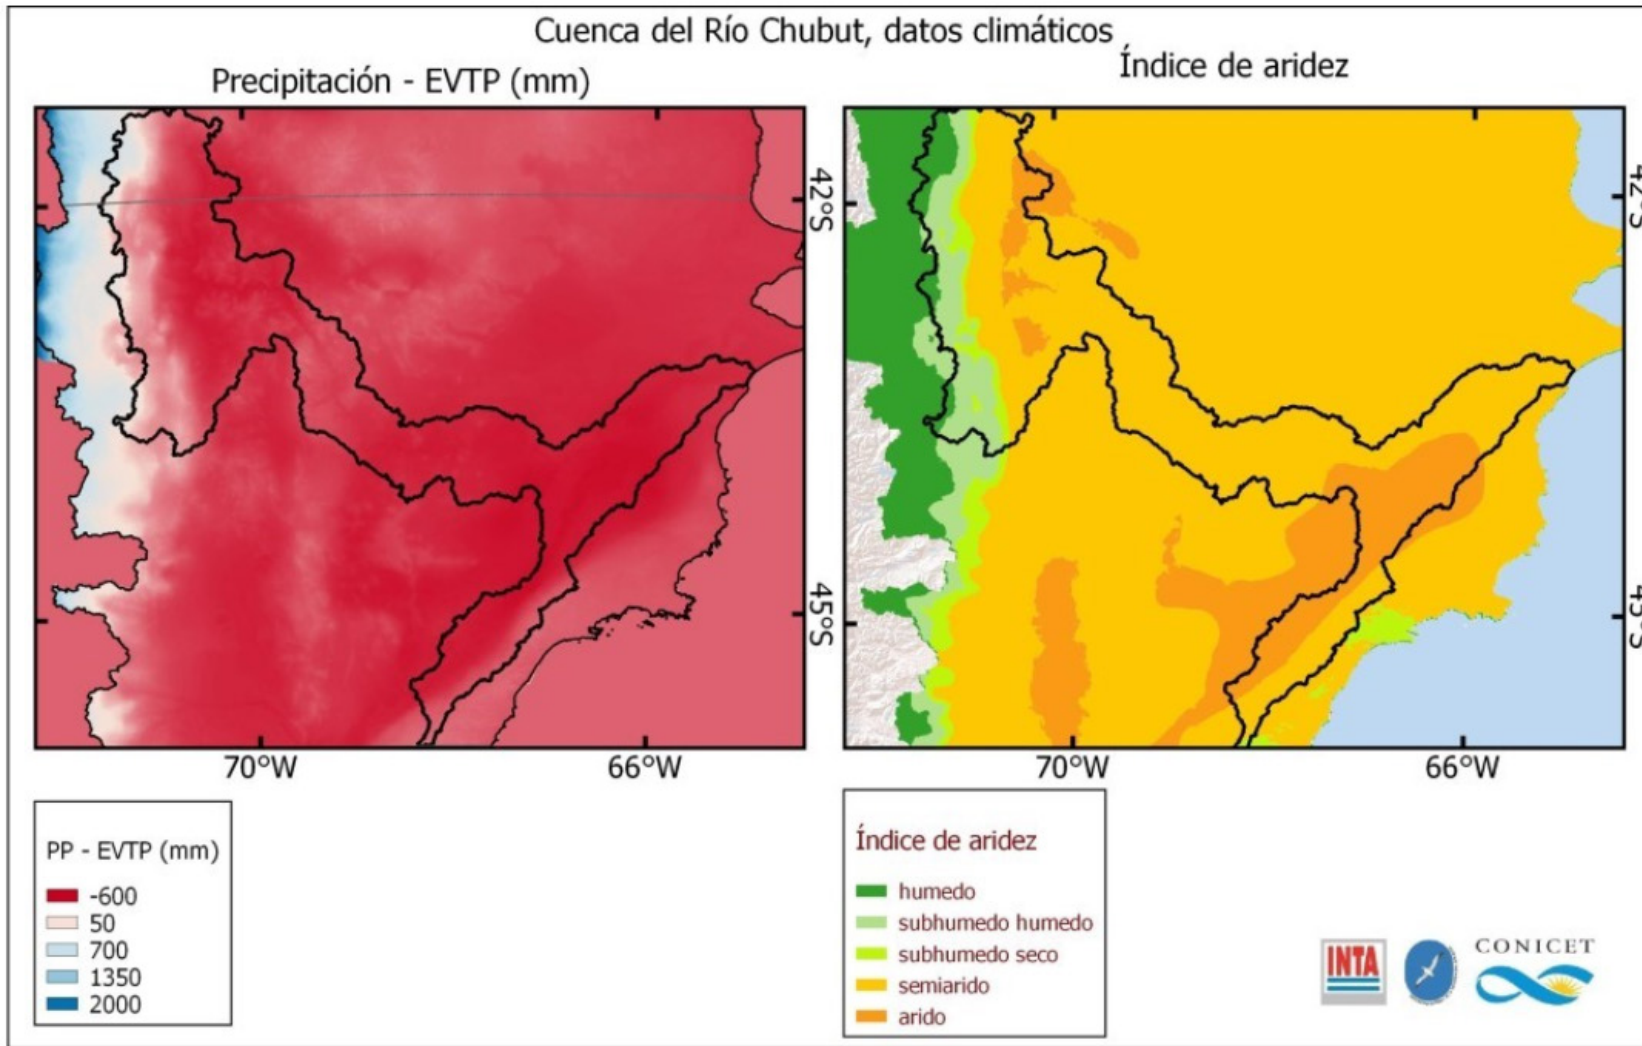 Cuenca del Río Chubut, datos climáticos
Precipitación - EVTP (mm)
Índice de aridez
42°S
45°S
70°W
66°W
42°S
45°S
70°W
66°W
PP - EVTP (mm)
-600
50
700
1350
2000
Índice de aridez
humedo
subhumedo humedo
subhumedo seco
semiarido
arido
INTA
CONICET